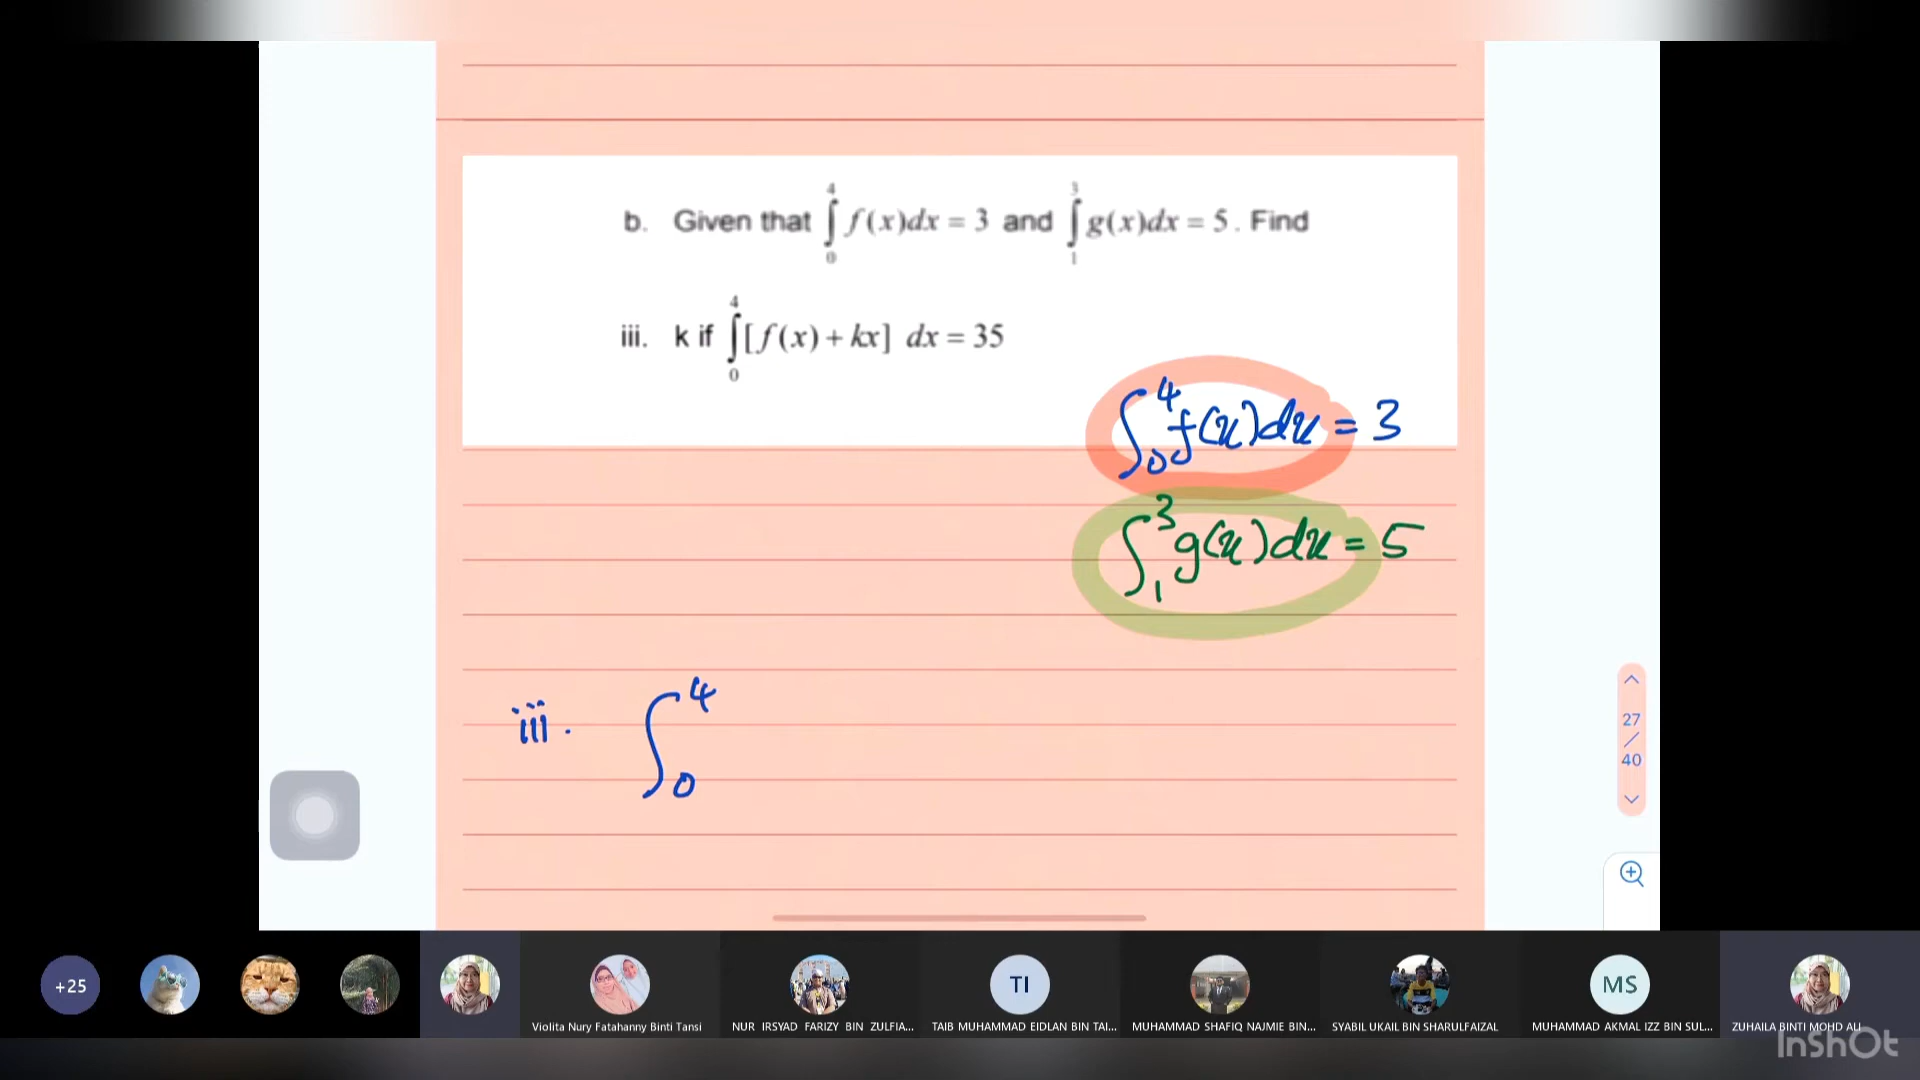 b. Given that ∫₀⁴ f(x)dx = 3 and ∫₁³ g(x)dx = 5. Find
iii. k if ∫₀⁴ [f(x) + kx] dx = 35
∫₀⁴ f(x)dx = 3
∫₁³ g(x)dx = 5
iii. ∫₀⁴
27
/
40
+25
TI
MS
Violita Nury Fatahanny Binti Tansi
NUR IRSYAD FARIZY BIN ZULFIA...
TAIB MUHAMMAD EIDLAN BIN TAI...
MUHAMMAD SHAFIQ NAJMIE BIN...
SYABIL UKAIL BIN SHARULFAIZAL
MUHAMMAD AKMAL IZZ BIN SUL...
ZUHAILA BINTI MOHD ALI
InShOt